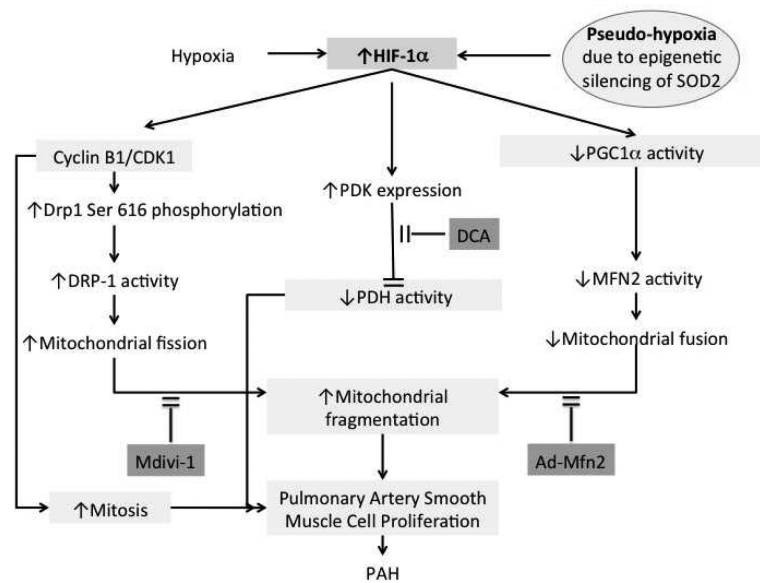 Hypoxia
↑HIF-1α
Pseudo-hypoxia
due to epigenetic
silencing of SOD2
Cyclin B1/CDK1
↓PGC1α activity
↑PDK expression
↑Drp1 Ser 616 phosphorylation
DCA
↑DRP-1 activity
↓MFN2 activity
↓PDH activity
↑Mitochondrial fission
↓Mitochondrial fusion
↑Mitochondrial
fragmentation
Mdivi-1
Ad-Mfn2
↑Mitosis
Pulmonary Artery Smooth
Muscle Cell Proliferation
PAH